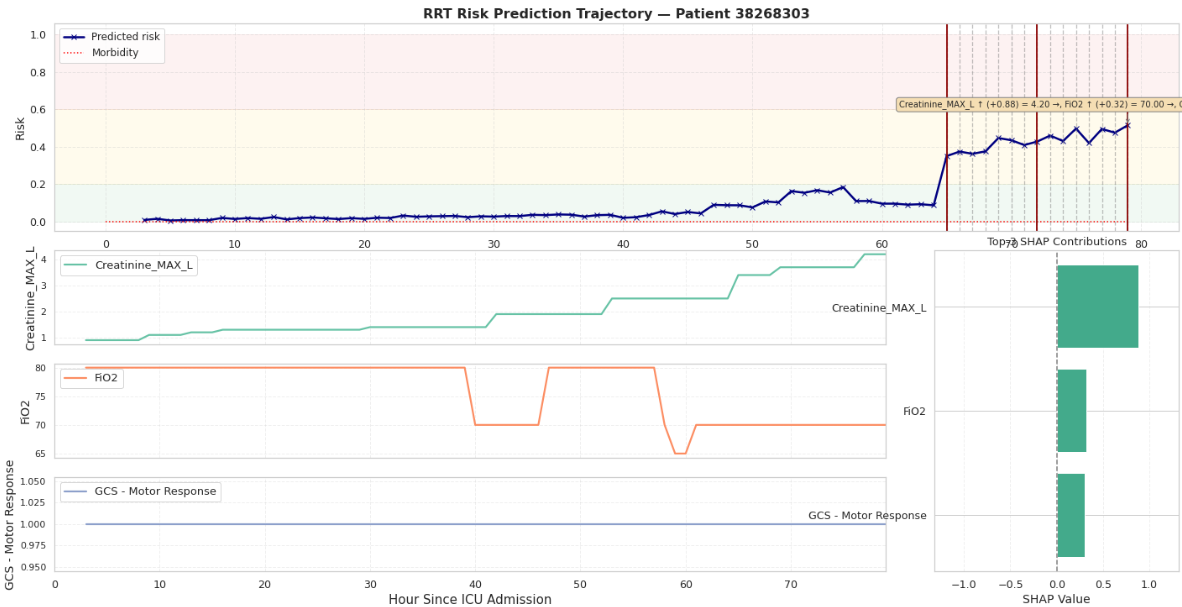 RRT Risk Prediction Trajectory — Patient 38268303
Risk
1.0
0.8
0.6
0.4
0.2
0.0
Predicted risk
Morbidity
Creatinine_MAX_L ↑ (+0.88) = 4.20 →, FiO2 ↑ (+0.32) = 70.00 →,
0 10 20 30 40 50 60 70 80
Creatinine_MAX_L
4
3
2
1
Creatinine_MAX_L
FiO2
80
75
70
65
FiO2
GCS - Motor Response
1.050
1.025
1.000
0.975
0.950
GCS - Motor Response
0 10 20 30 40 50 60 70
Hour Since ICU Admission
Top-3 SHAP Contributions
Creatinine_MAX_L
FiO2
GCS - Motor Response
−1.0 −0.5 0.0 0.5 1.0
SHAP Value